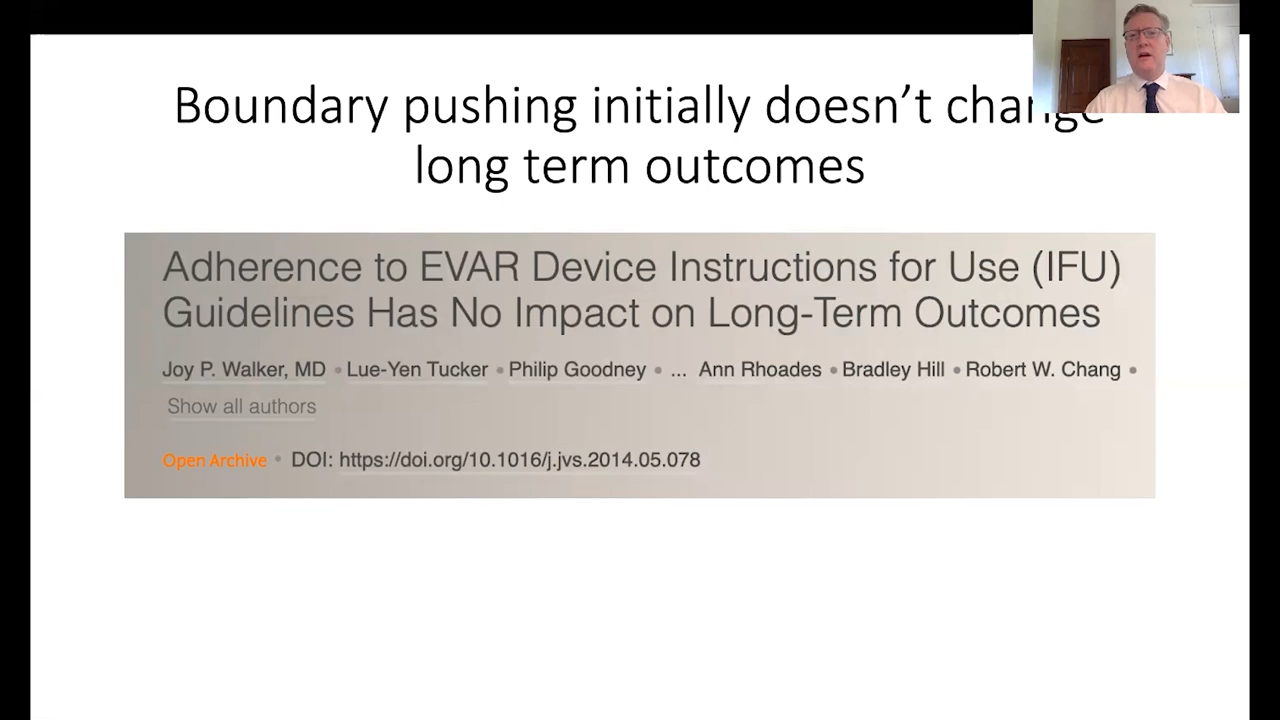 Boundary pushing initially doesn’t change
long term outcomes
Adherence to EVAR Device Instructions for Use (IFU)
Guidelines Has No Impact on Long-Term Outcomes
Joy P. Walker, MD • Lue-Yen Tucker • Philip Goodney • ... Ann Rhoades • Bradley Hill • Robert W. Chang •
Show all authors
Open Archive • DOI: https://doi.org/10.1016/j.jvs.2014.05.078